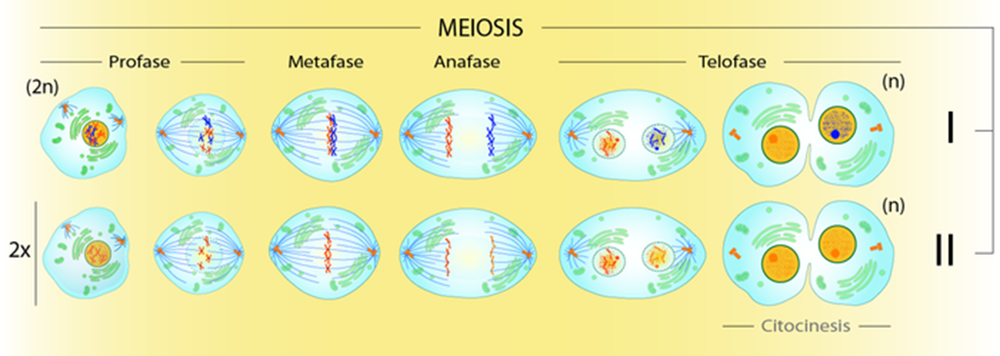 MEIOSIS
Profase Metafase Anafase Telofase
(2n) (n)
I
(n)
2x II
Citocinesis